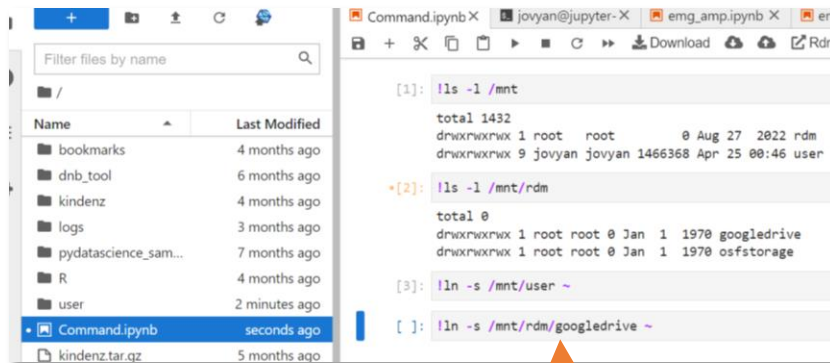 Filter files by name
/
Name Last Modified
bookmarks 4 months ago
dnb_tool 6 months ago
kindenz 4 months ago
logs 3 months ago
pydatascience_sam... 7 months ago
R 4 months ago
user 2 minutes ago
Command.ipynb seconds ago
kindenz.tar.gz 5 months ago
Command.ipynb jovyan@jupyter- emg_amp.ipynb
Download
[1]: !ls -l /mnt
total 1432
drwxrwxrwx 1 root root 0 Aug 27 2022 rdm
drwxrwxrwx 9 jovyan jovyan 1466368 Apr 25 00:46 user
[2]: !ls -l /mnt/rdm
total 0
drwxrwxrwx 1 root root 0 Jan 1 1970 googledrive
drwxrwxrwx 1 root root 0 Jan 1 1970 osfstorage
[3]: !ln -s /mnt/user ~
[ ]: !ln -s /mnt/rdm/googledrive ~